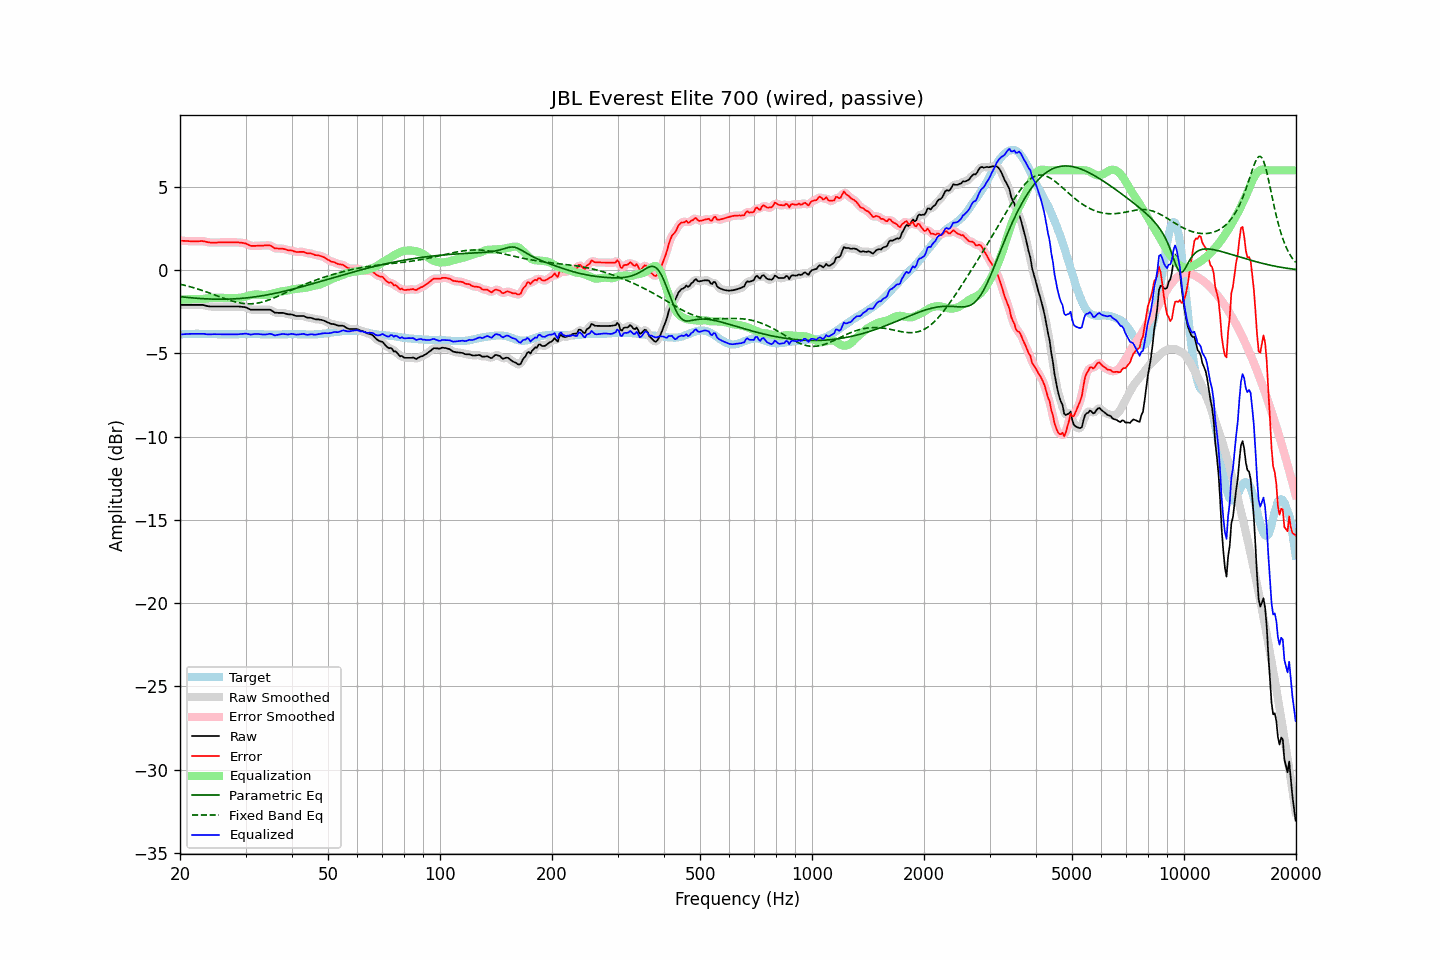 JBL Everest Elite 700 (wired, passive)
Amplitude (dBr)
5
0
−5
−10
−15
−20
−25
−30
−35
Target
Raw Smoothed
Error Smoothed
Raw
Error
Equalization
Parametric Eq
Fixed Band Eq
Equalized
20 50 100 200 500 1000 2000 5000 10000 20000
Frequency (Hz)